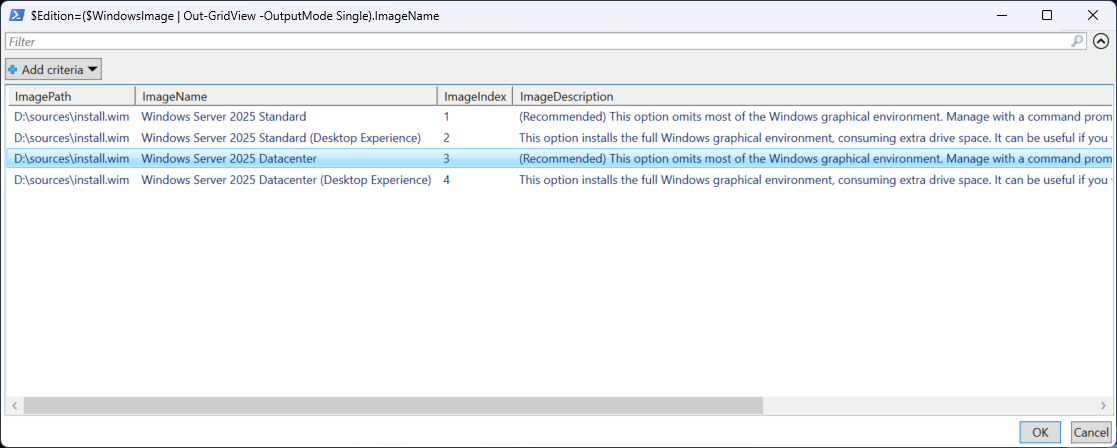 $Edition=($WindowsImage | Out-GridView -OutputMode Single).ImageName
Filter
Add criteria
ImagePath ImageName ImageIndex ImageDescription
D:\sources\install.wim Windows Server 2025 Standard 1 (Recommended) This option omits most of the Windows graphical environment. Manage with a command prom
D:\sources\install.wim Windows Server 2025 Standard (Desktop Experience) 2 This option installs the full Windows graphical environment, consuming extra drive space. It can be useful if you
D:\sources\install.wim Windows Server 2025 Datacenter 3 (Recommended) This option omits most of the Windows graphical environment. Manage with a command prom
D:\sources\install.wim Windows Server 2025 Datacenter (Desktop Experience) 4 This option installs the full Windows graphical environment, consuming extra drive space. It can be useful if you
OK Cancel